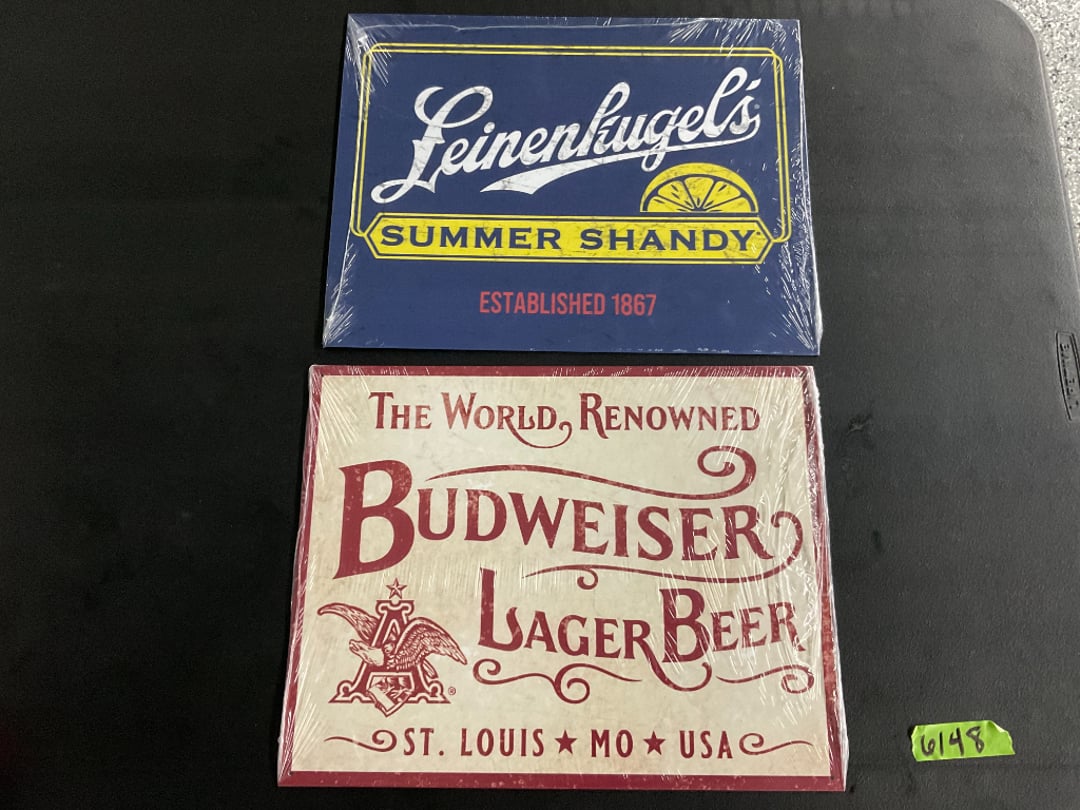 Leinenkugel's
SUMMER SHANDY
ESTABLISHED 1867
THE WORLD, RENOWNED
BUDWEISER
LAGER BEER
A
®
ST. LOUIS ★ MO ★ USA
6148